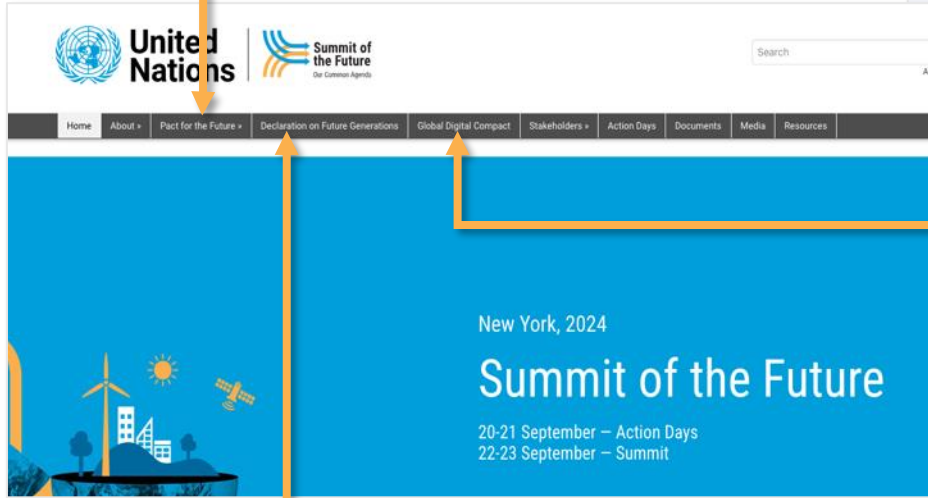 United
Nations
Summit of
the Future
Our Common Agenda
Search
A
Home About » Pact for the Future » Declaration on Future Generations Global Digital Compact Stakeholders » Action Days Documents Media Resources
New York, 2024
Summit of the Future
20-21 September — Action Days
22-23 September — Summit